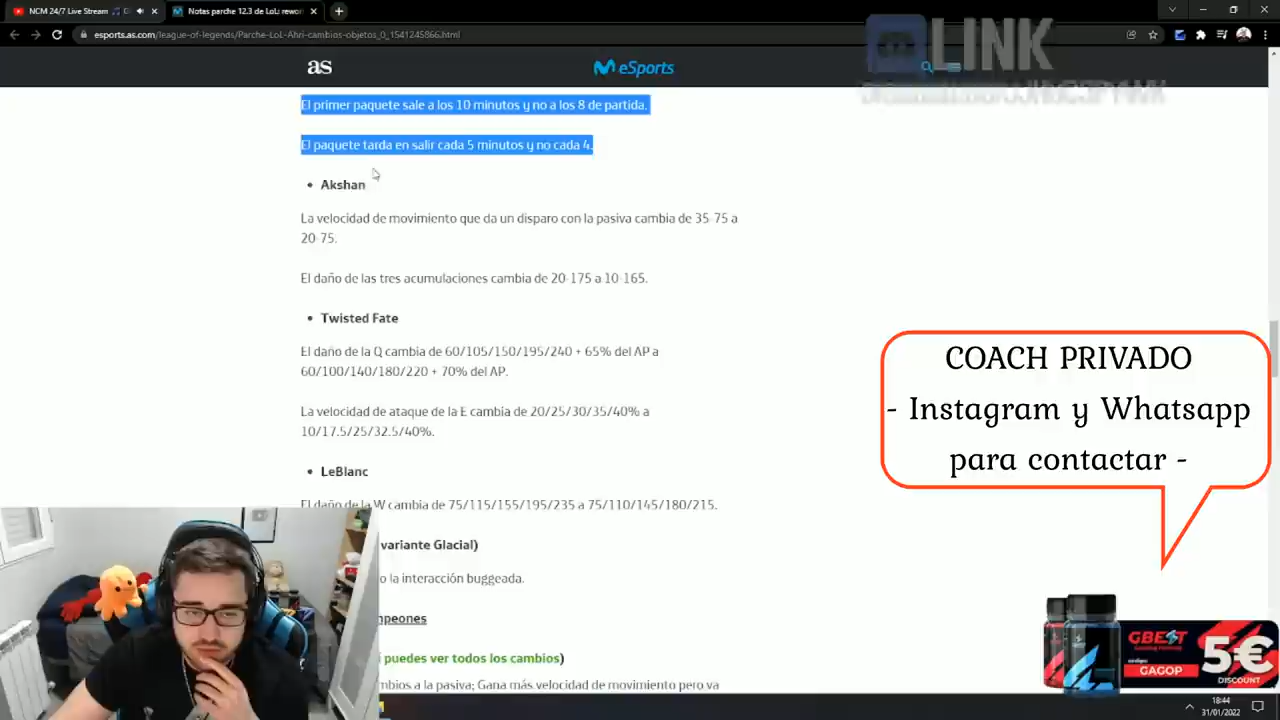 NCM 24/7 Live Stream
Notas parche 12.3 de LoL: rewor
esports.as.com/league-of-legends/Parche-LoL-Ahri-cambios-objetos_0_1541245866.html
LINK
as
eSports
El primer paquete sale a los 10 minutos y no a los 8 de partida.
El paquete tarda en salir cada 5 minutos y no cada 4.
• Akshan
La velocidad de movimiento que da un disparo con la pasiva cambia de 35-75 a
20-75.
El daño de las tres acumulaciones cambia de 20-175 a 10-165.
• Twisted Fate
El daño de la Q cambia de 60/105/150/195/240 + 65% del AP a
60/100/140/180/220 + 70% del AP.
La velocidad de ataque de la E cambia de 20/25/30/35/40% a
10/17.5/25/32.5/40%.
• LeBlanc
El daño de la W cambia de 75/115/155/195/235 a 75/110/145/180/215.
variante Glacial)
o la interacción buggeada.
mpeones
i puedes ver todos los cambios)
mbios a la pasiva; Gana más velocidad de movimiento pero va
COACH PRIVADO
- Instagram y Whatsapp
para contactar -
GBEST
GAGOP
5€
DISCOUNT
18:44
31/01/2022